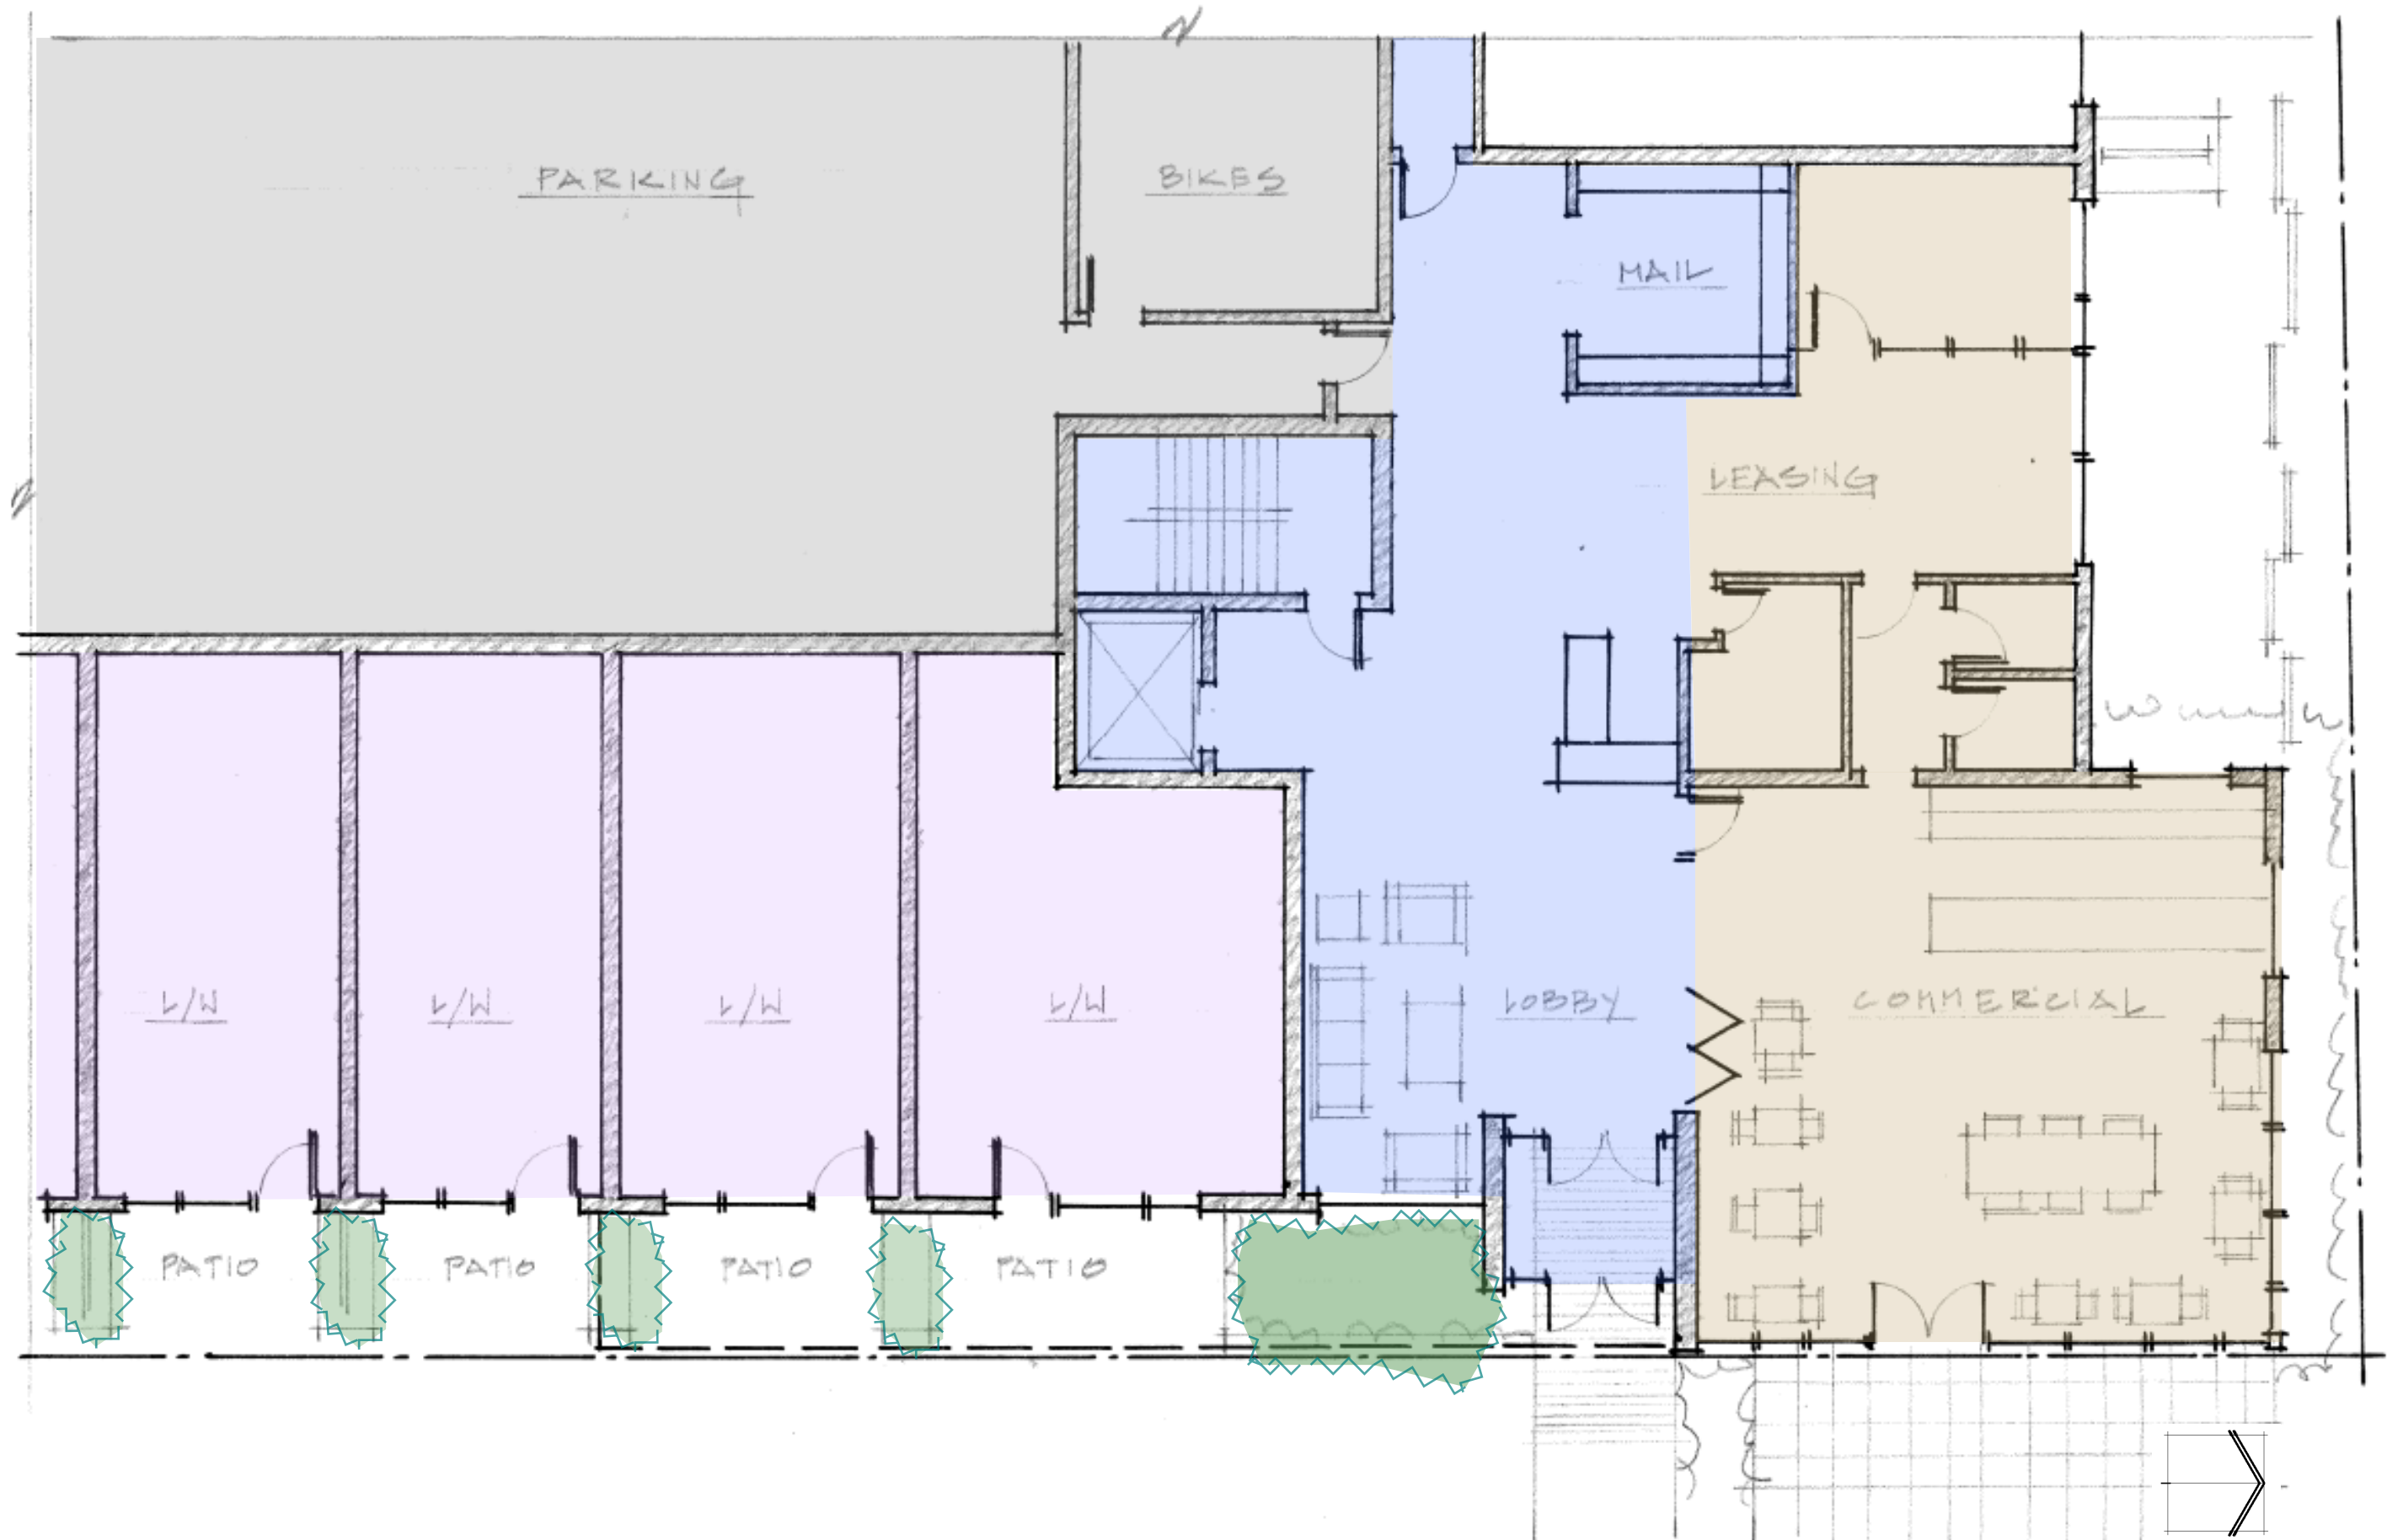 PARKING
BIKES
MAIL
LEASING
L/W
L/W
L/W
L/W
LOBBY
COMMERCIAL
PATIO
PATIO
PATIO
PATIO